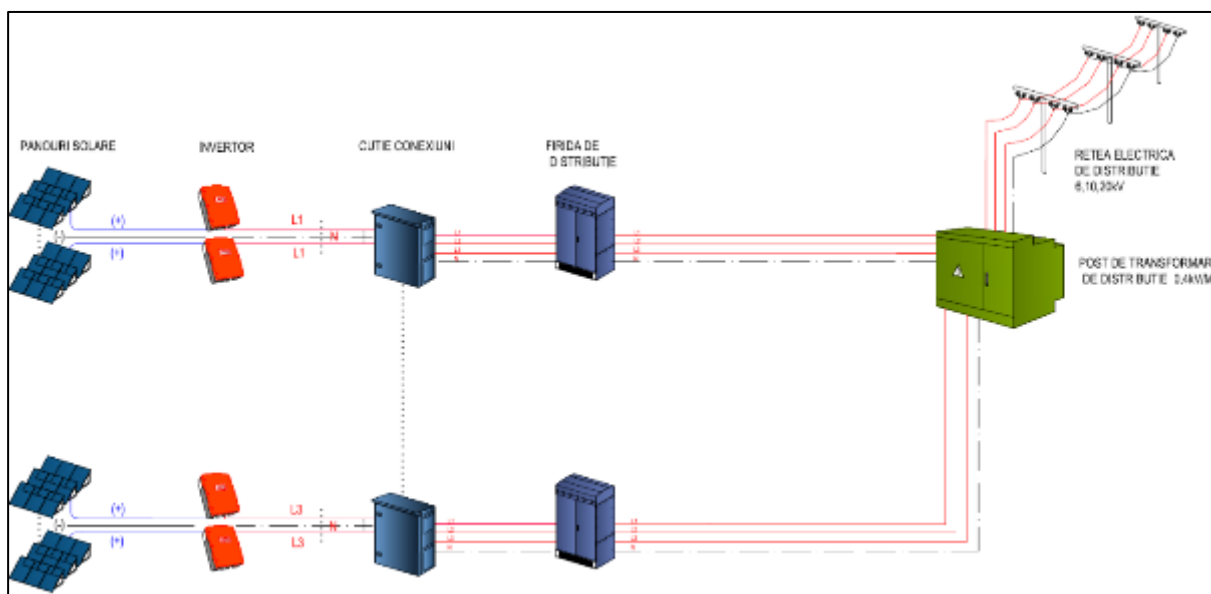 PANOURI SOLARE
INVERTOR
CUTIE CONEXIUNI
FIRIDA DE
DISTRIBUTIE
RETEA ELECTRICA
DE DISTRIBUTIE
6,10,20kV
POST DE TRANSFORMAR
DE DISTRIBUTIE 0.4kV/M
(+)
L1
(-)
N
(+)
L1
(+)
L3
(-)
N
(+)
L3